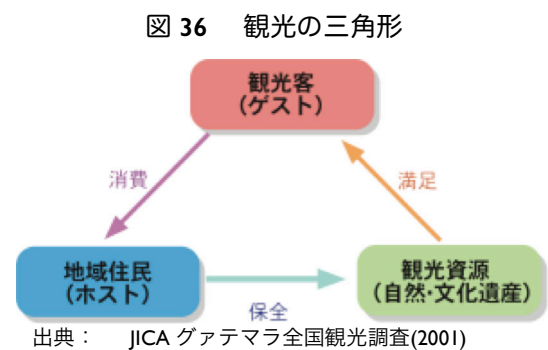 図 36 観光の三角形
観光客
(ゲスト)
消費
満足
地域住民
(ホスト)
観光資源
(自然・文化遺産)
保全
出典： JICA グァテマラ全国観光調査(2001)